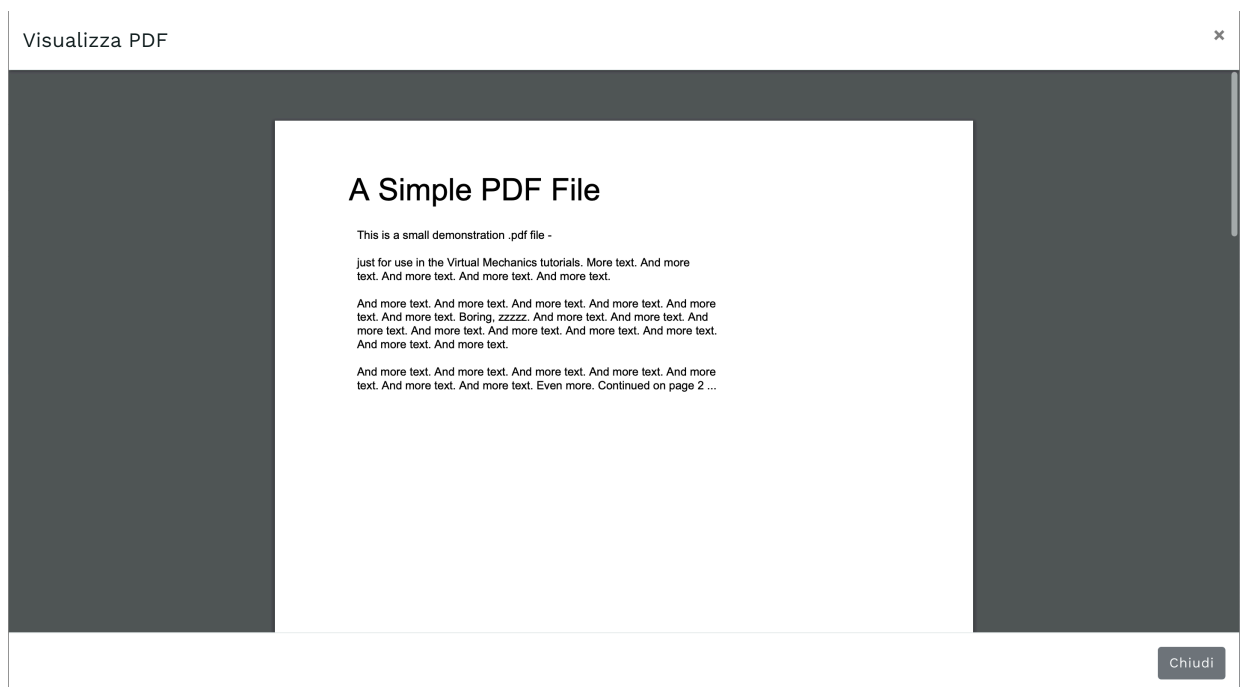 Visualizza PDF
×
A Simple PDF File
This is a small demonstration .pdf file -
just for use in the Virtual Mechanics tutorials. More text. And more
text. And more text. And more text. And more text.
And more text. And more text. And more text. And more text. And more
text. And more text. Boring, zzzzz. And more text. And more text. And
more text. And more text. And more text. And more text. And more text.
And more text. And more text.
And more text. And more text. And more text. And more text. And more
text. And more text. And more text. Even more. Continued on page 2 ...
Chiudi